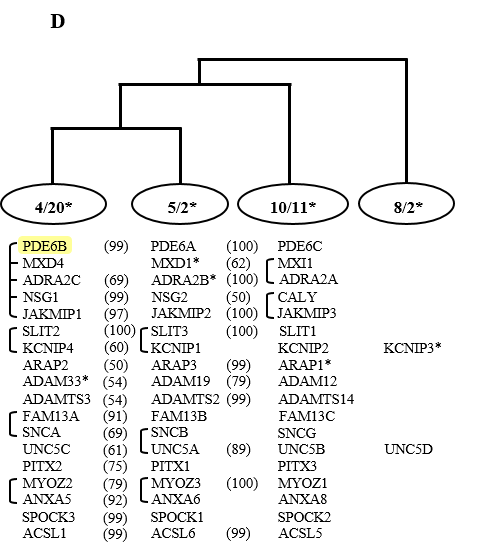 D
4/20* 5/2* 10/11* 8/2*
PDE6B (99) PDE6A (100) PDE6C
MXD4 MXD1* (62) MXI1
ADRA2C (69) ADRA2B* (100) ADRA2A
NSG1 (99) NSG2 (50) CALY
JAKMIP1 (97) JAKMIP2 (100) JAKMIP3
SLIT2 (100) SLIT3 (100) SLIT1
KCNIP4 (60) KCNIP1 KCNIP2 KCNIP3*
ARAP2 (50) ARAP3 (99) ARAP1*
ADAM33* (54) ADAM19 (79) ADAM12
ADAMTS3 (54) ADAMTS2 (99) ADAMTS14
FAM13A (91) FAM13B FAM13C
SNCA (69) SNCB SNCG
UNC5C (61) UNC5A (89) UNC5B UNC5D
PITX2 (75) PITX1 PITX3
MYOZ2 (79) MYOZ3 (100) MYOZ1
ANXA5 (92) ANXA6 ANXA8
SPOCK3 (99) SPOCK1 SPOCK2
ACSL1 (99) ACSL6 (99) ACSL5